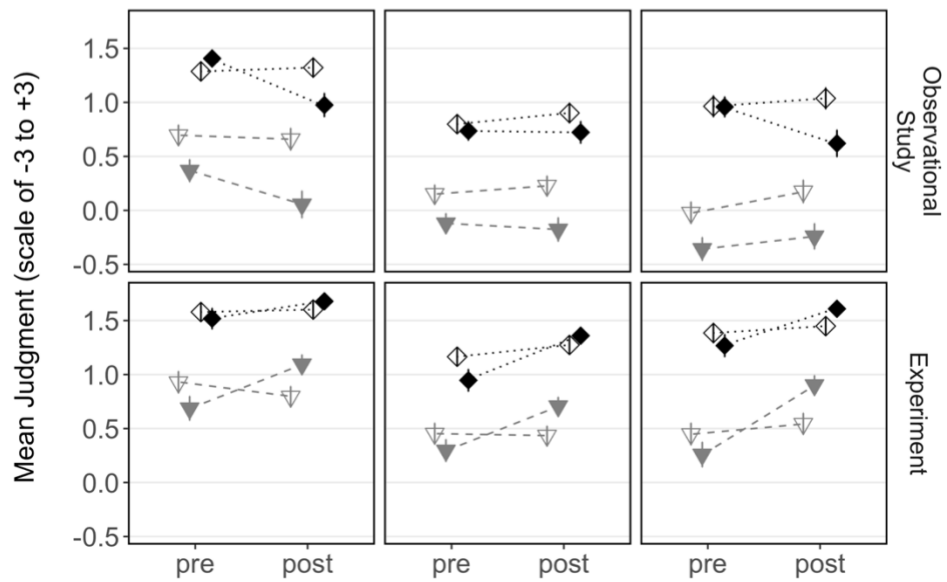 Mean Judgment (scale of -3 to +3)
1.5
1.0
0.5
0.0
-0.5
Observational
Study
1.5
1.0
0.5
0.0
-0.5
Experiment
pre post pre post pre post